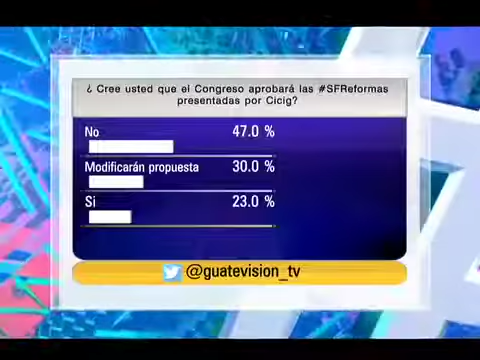 ¿ Cree usted que el Congreso aprobará las #SFReformas
presentadas por Cicig?
No 47.0 %
Modificarán propuesta 30.0 %
Si 23.0 %
@guatevision_tv